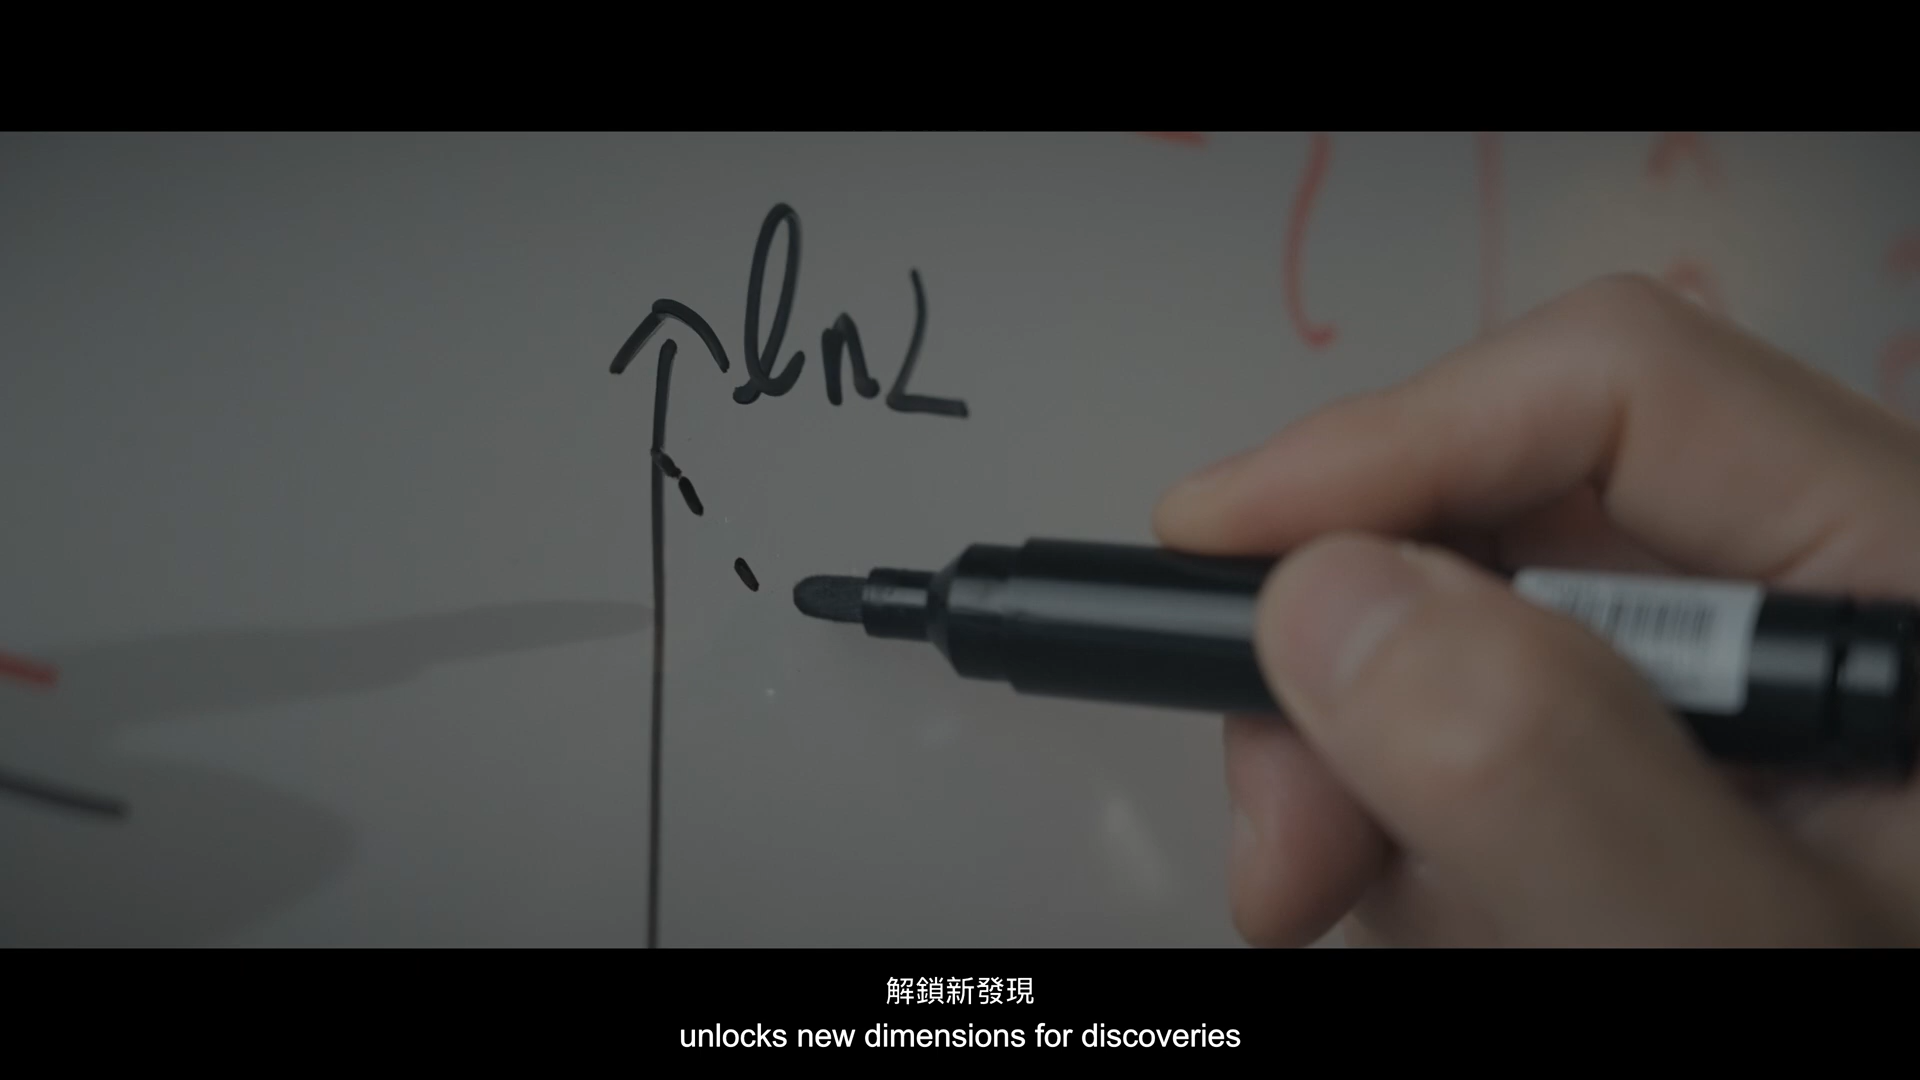 ln L
解鎖新發現
unlocks new dimensions for discoveries